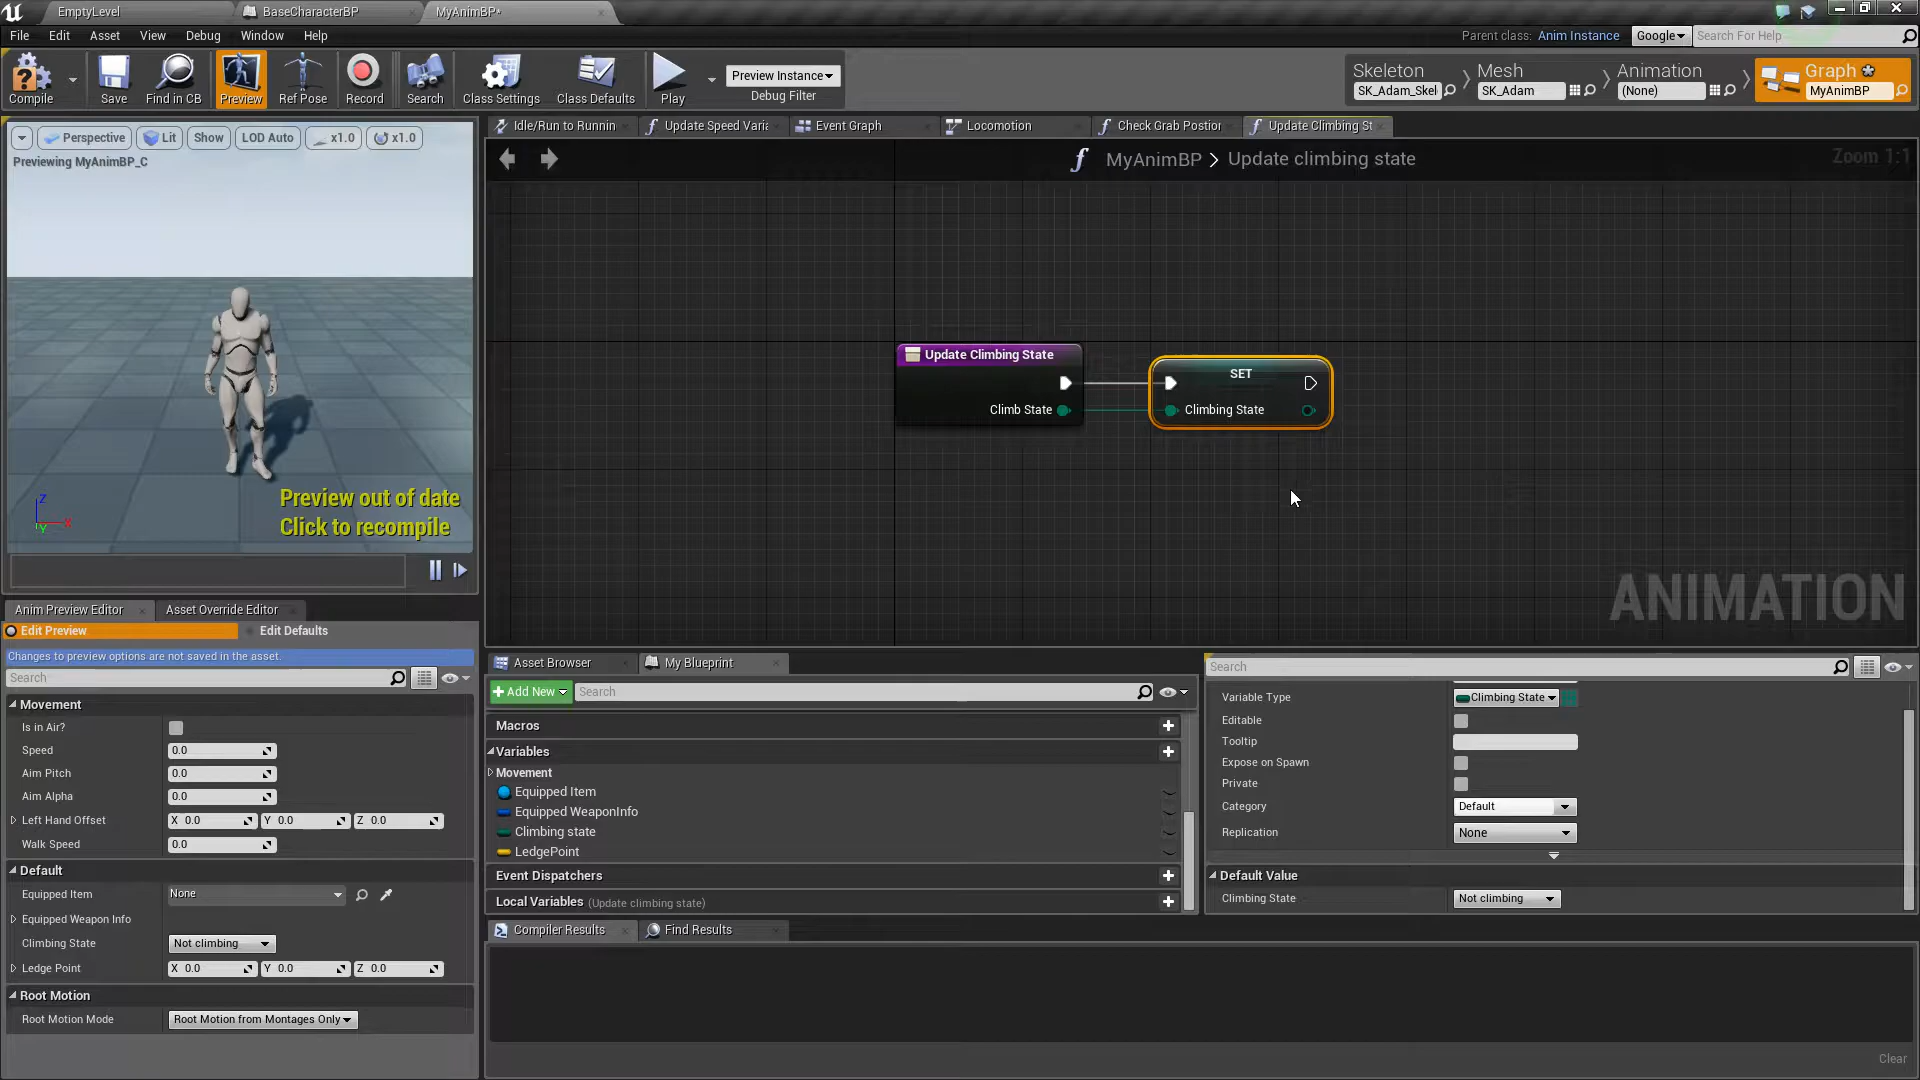 EmptyLevel
BaseCharacterBP
MyAnimBP*
File Edit Asset View Debug Window Help
Parent class: Anim Instance
Google
Search For Help
Compile
Save
Find in CB
Preview
Ref Pose
Record
Search
Class Settings
Class Defaults
Play
Preview Instance
Debug Filter
Skeleton
SK_Adam_Skel
Mesh
SK_Adam
Animation
(None)
Graph
MyAnimBP
Perspective
Lit
Show
LOD Auto
x1.0
x1.0
Previewing MyAnimBP_C
Preview out of date
Click to recompile
Z
X
Y
Idle/Run to Runnin
Update Speed Varia
Event Graph
Locomotion
Check Grab Postior
Update Climbing St
MyAnimBP > Update climbing state
Zoom 1:1
Update Climbing State
Climb State
SET
Climbing State
ANIMATION
Anim Preview Editor
Asset Override Editor
Edit Preview
Edit Defaults
Changes to preview options are not saved in the asset.
Search
Movement
Is in Air?
Speed 0.0
Aim Pitch 0.0
Aim Alpha 0.0
Left Hand Offset X 0.0 Y 0.0 Z 0.0
Walk Speed 0.0
Default
Equipped Item None
Equipped Weapon Info
Climbing State Not climbing
Ledge Point X 0.0 Y 0.0 Z 0.0
Root Motion
Root Motion Mode Root Motion from Montages Only
Asset Browser
My Blueprint
Add New
Search
Macros
Variables
Movement
Equipped Item
Equipped WeaponInfo
Climbing state
LedgePoint
Event Dispatchers
Local Variables (Update climbing state)
Search
Variable Type Climbing State
Editable
Tooltip
Expose on Spawn
Private
Category Default
Replication None
Default Value
Climbing State Not climbing
Compiler Results
Find Results
Clear